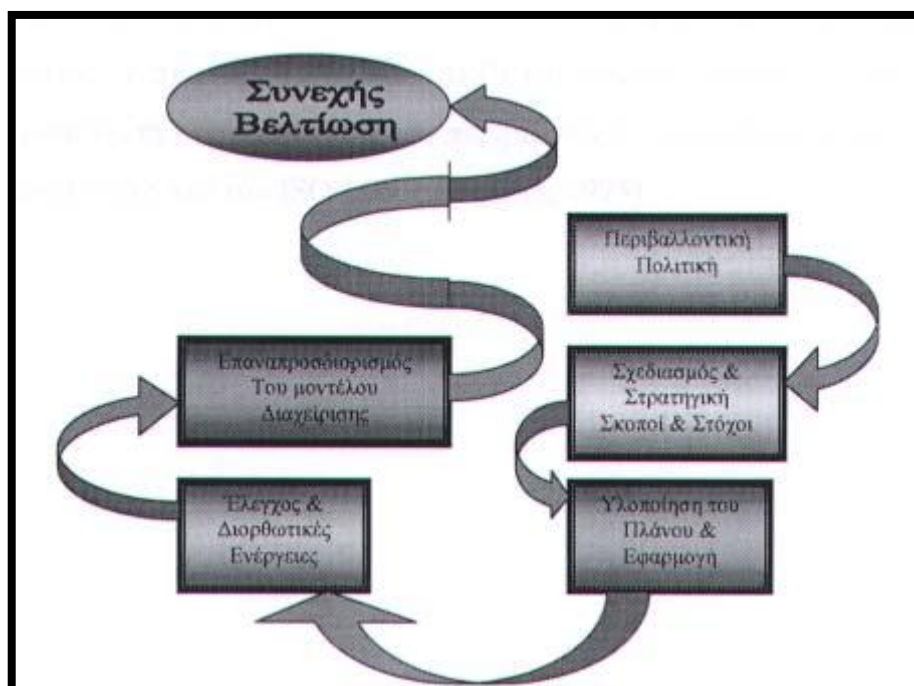 Συνεχής
Βελτίωση
Περιβαλλοντική
Πολιτική
Επαναπροσδιορισμός
Του μοντέλου
Διαχείρισης
Σχεδιασμός &
Στρατηγική
Σκοποί & Στόχοι
Έλεγχος &
Διορθωτικές
Ενέργειες
Υλοποίηση του
Πλάνου &
Εφαρμογή